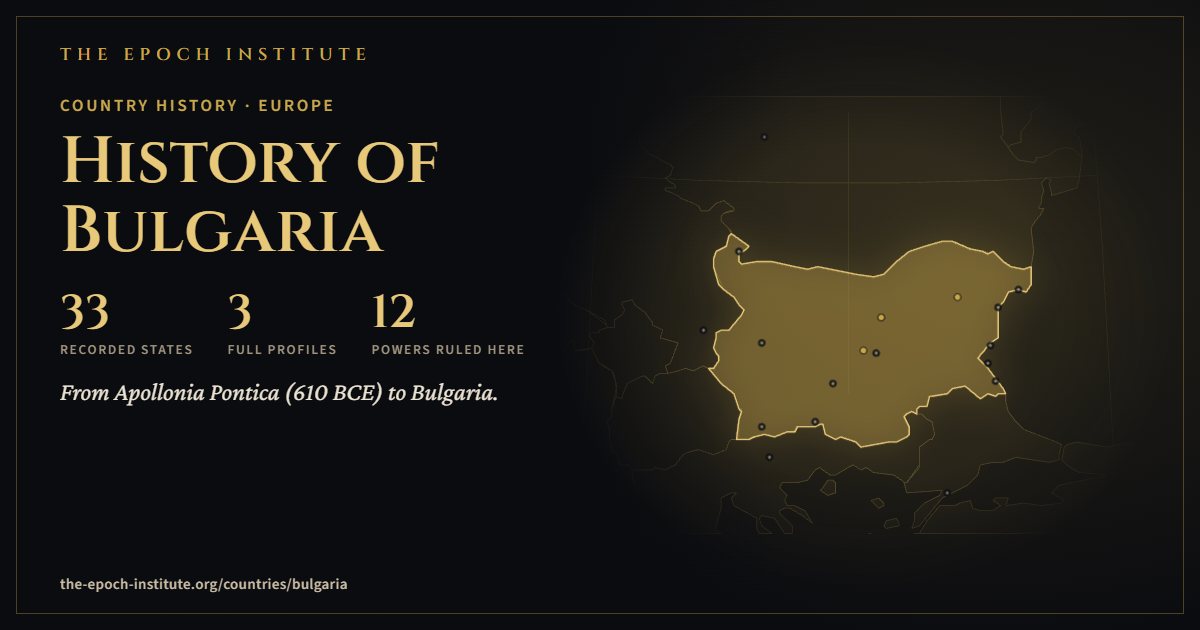 THE EPOCH INSTITUTE
COUNTRY HISTORY · EUROPE
HISTORY OF
BULGARIA
33 3 12
RECORDED STATES FULL PROFILES POWERS RULED HERE
From Apollonia Pontica (610 BCE) to Bulgaria.
the-epoch-institute.org/countries/bulgaria